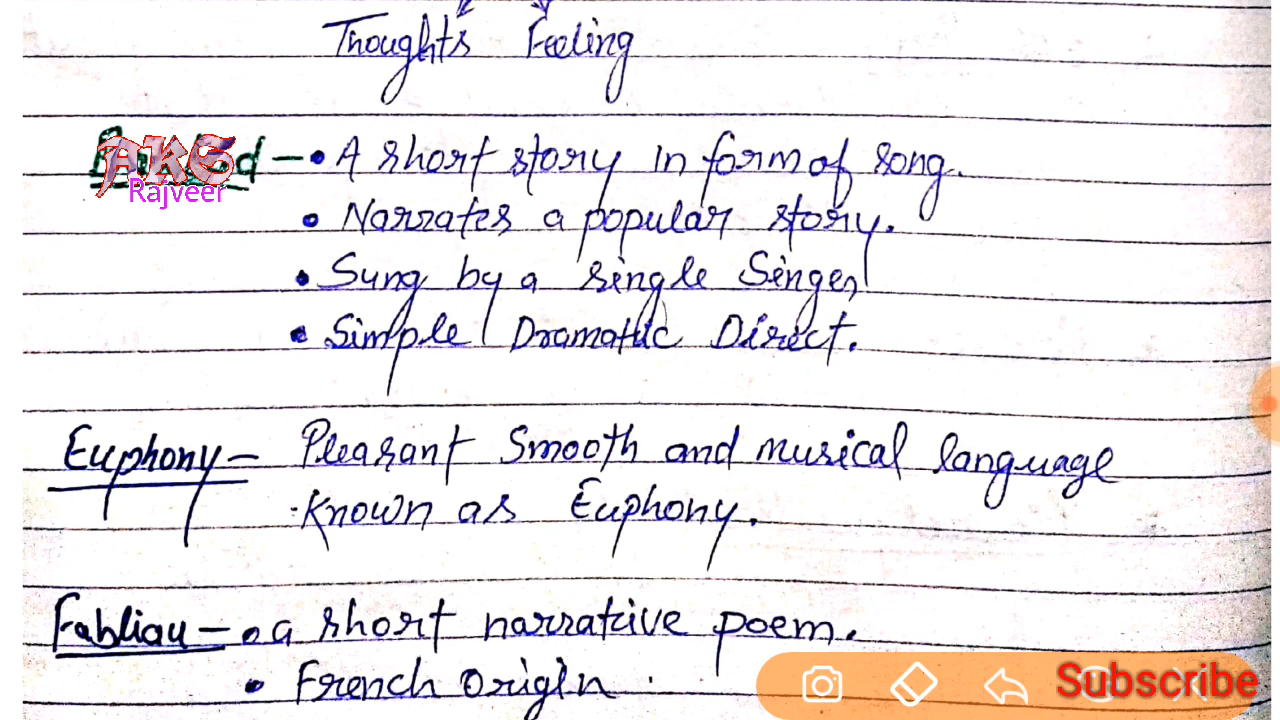 Thoughts Feeling
AKS
Rajveer
- • A short story in form of song.
• Narrates a popular story.
• Sung by a single Singer
• Simple Dramatic Direct.
Euphony - Pleasant Smooth and musical language
known as Euphony.
Fabliau - • a short narrative poem.
• French Origin
Subscribe